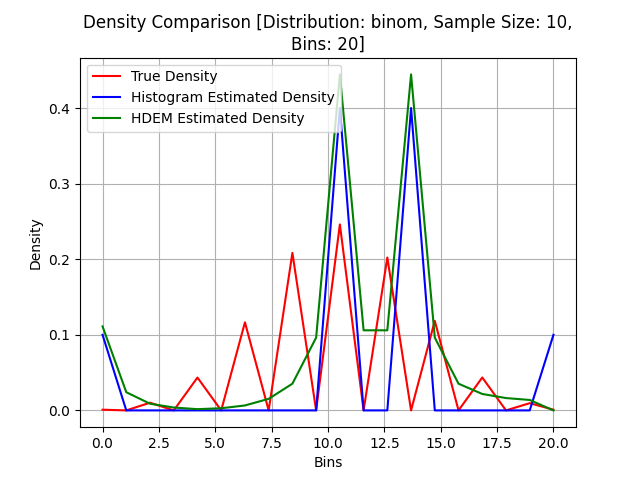 Density Comparison [Distribution: binom, Sample Size: 10,
Bins: 20]
True Density
Histogram Estimated Density
HDEM Estimated Density
0.4
0.3
0.2
0.1
0.0
Density
0.0 2.5 5.0 7.5 10.0 12.5 15.0 17.5 20.0
Bins